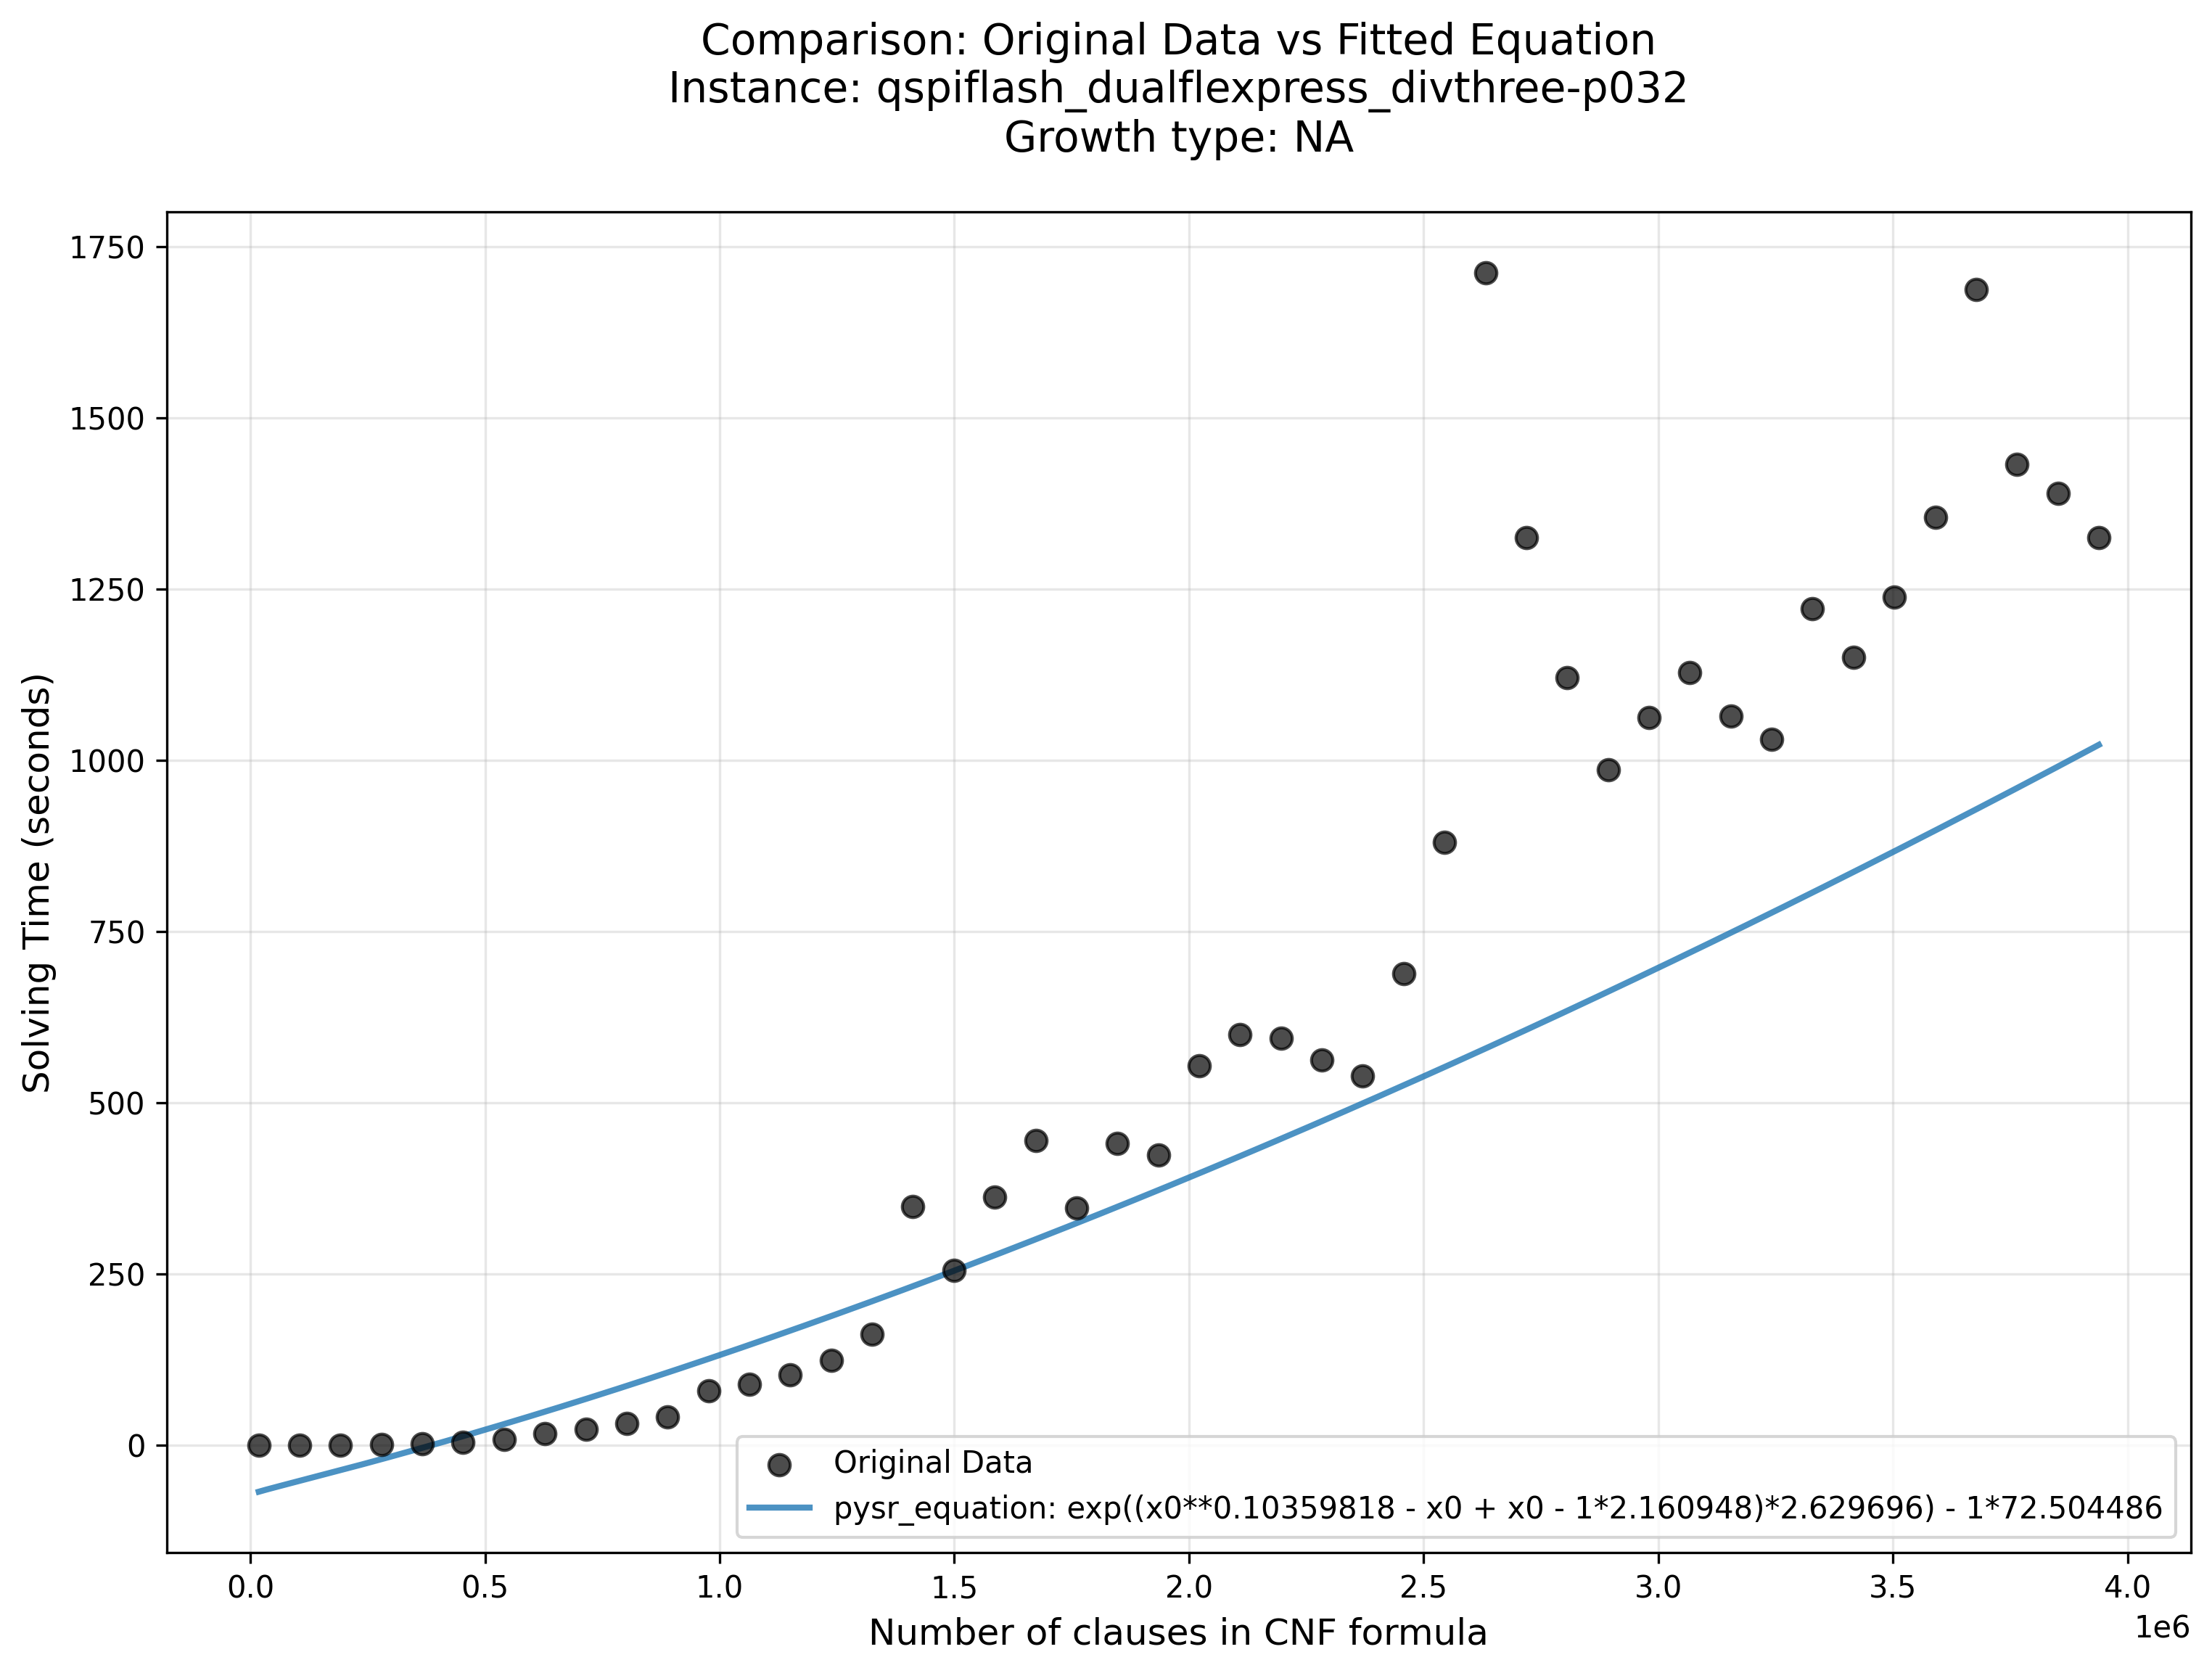 Comparison: Original Data vs Fitted Equation
Instance: qspiflash_dualflexpress_divthree-p032
Growth type: NA
Solving Time (seconds)
1750
1500
1250
1000
750
500
250
0
Original Data
pysr_equation: exp((x0**0.10359818 - x0 + x0 - 1*2.160948)*2.629696) - 1*72.504486
0.0 0.5 1.0 1.5 2.0 2.5 3.0 3.5 4.0
1e6
Number of clauses in CNF formula